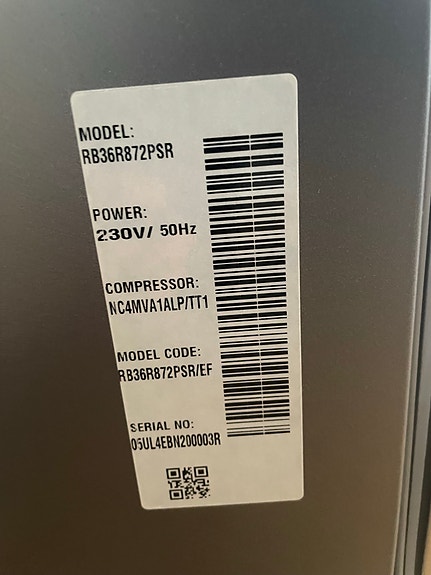 MODEL:
RB36R872PSR
POWER:
230V/ 50Hz
COMPRESSOR:
NC4MVA1ALP/TT1
MODEL CODE:
RB36R872PSR/EF
SERIAL NO:
05UL4EBN200003R